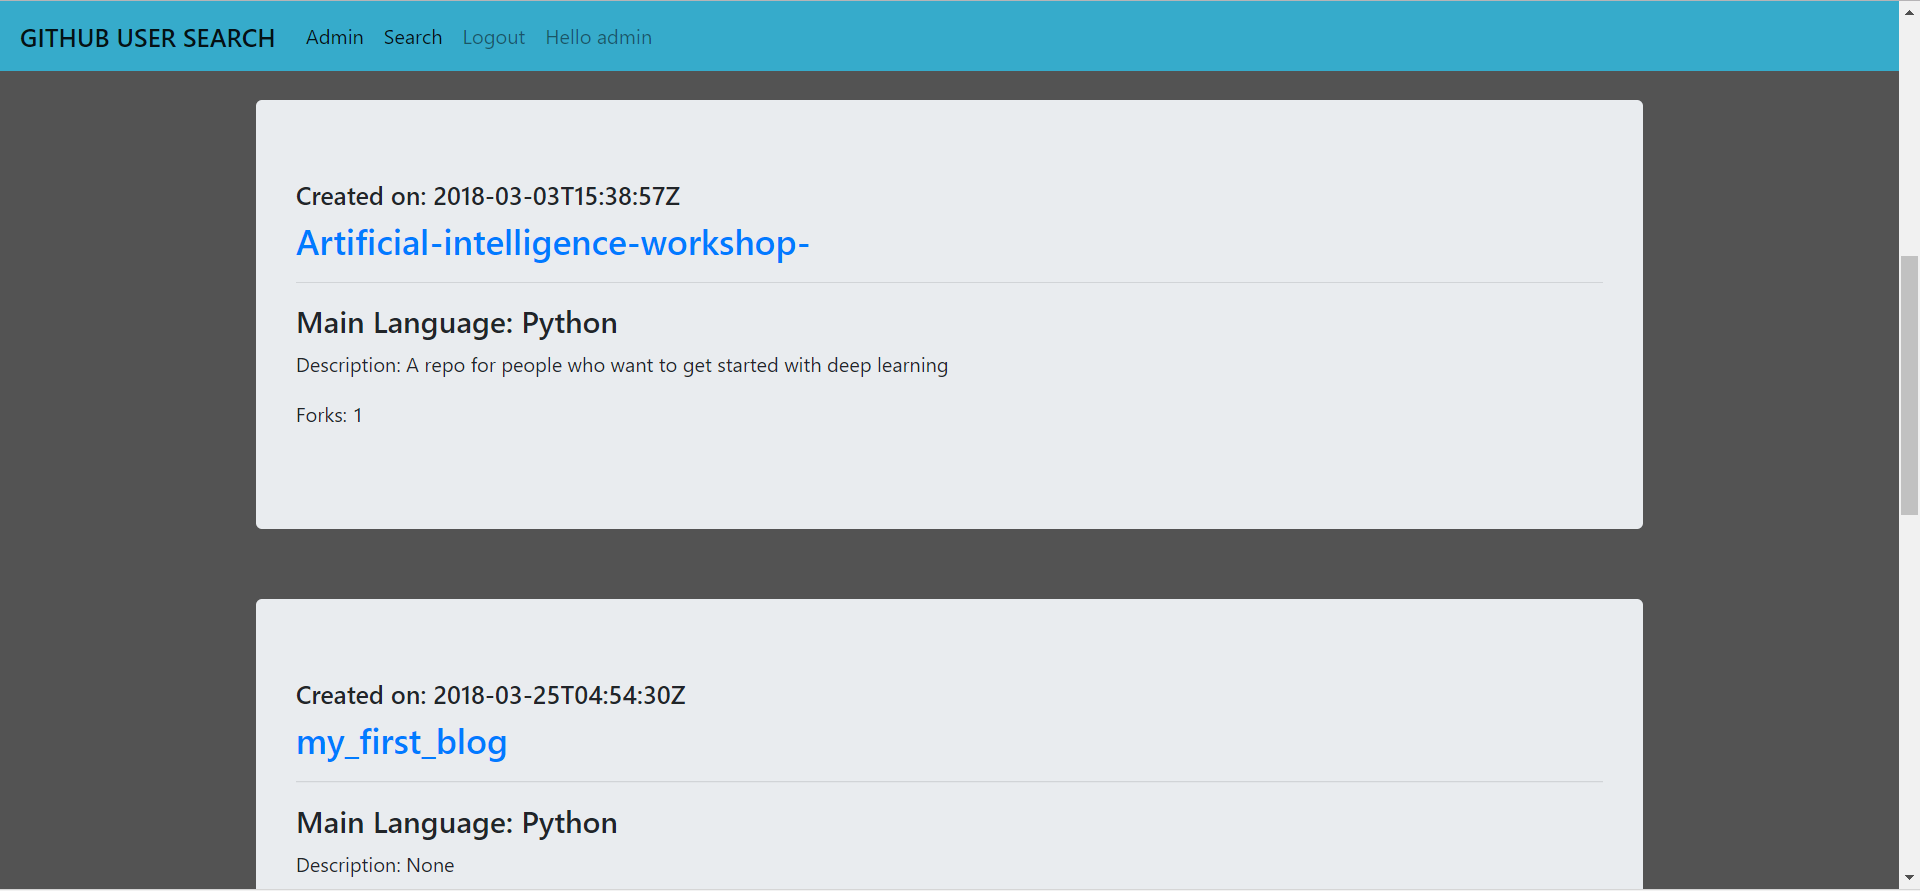 GITHUB USER SEARCH Admin Search Logout Hello admin
Created on: 2018-03-03T15:38:57Z
Artificial-intelligence-workshop-
Main Language: Python
Description: A repo for people who want to get started with deep learning
Forks: 1
Created on: 2018-03-25T04:54:30Z
my_first_blog
Main Language: Python
Description: None